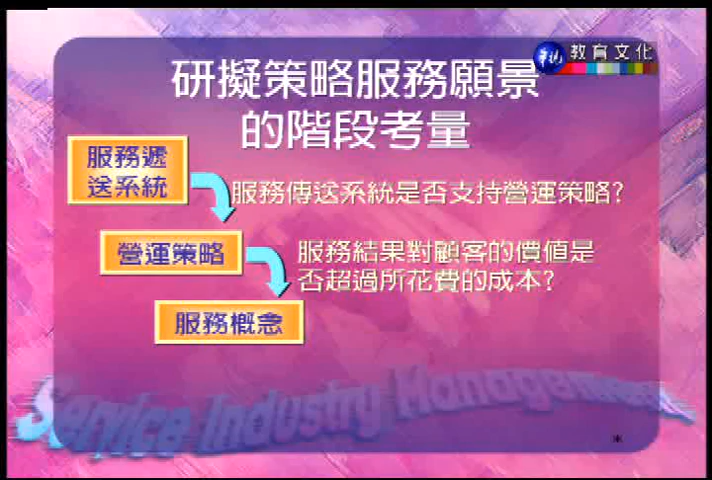 華視 教育文化
研擬策略服務願景
的階段考量
服務遞
送系統
服務傳送系統是否支持營運策略?
營運策略
服務結果對顧客的價值是
否超過所花費的成本?
服務概念
Service Industry Management